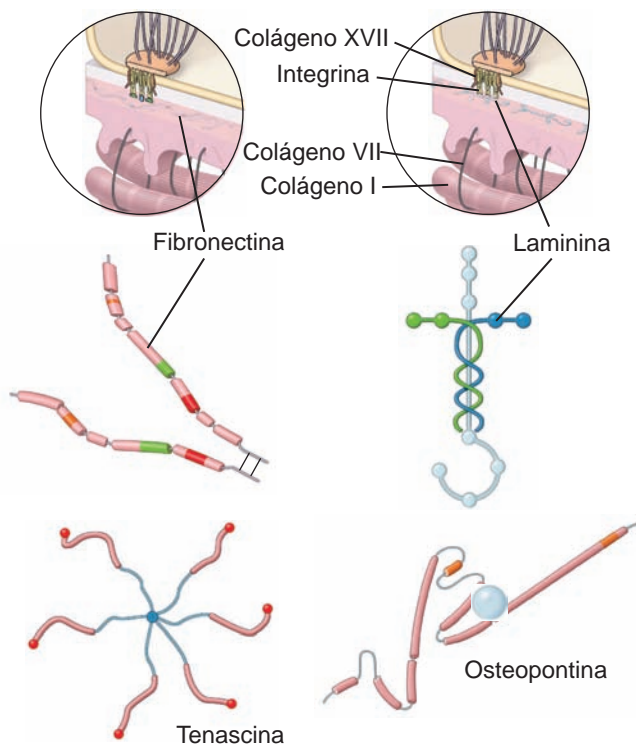 Colágeno XVII
Integrina
Colágeno VII
Colágeno I
Fibronectina
Laminina
Osteopontina
Tenascina